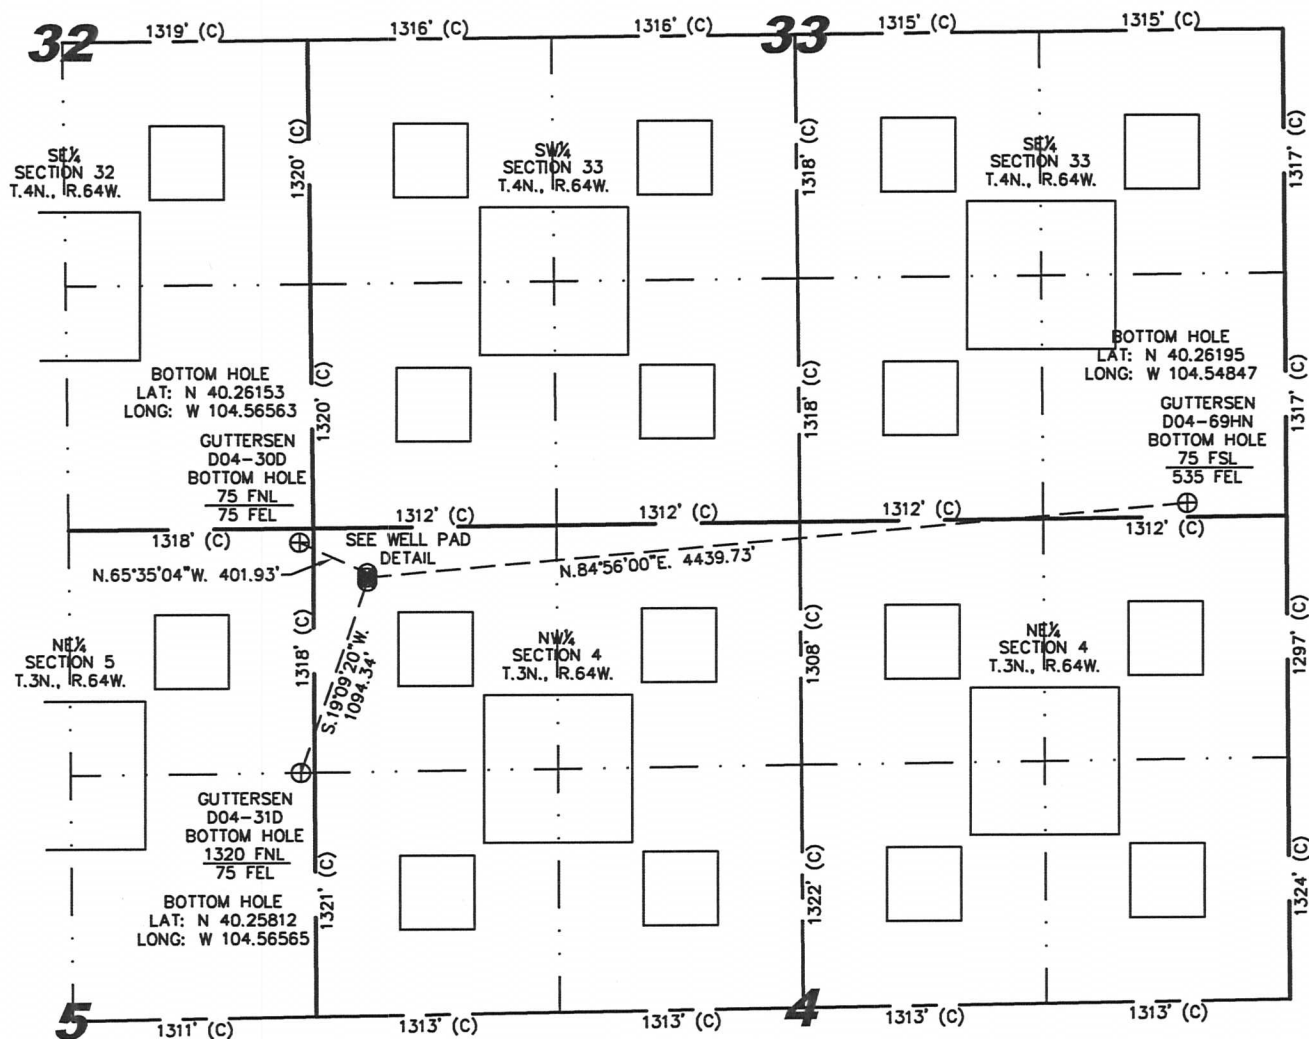 32
1319' (C)
1316' (C)
1316' (C)
33
1315' (C)
1315' (C)
SE¼
SECTION 32
T.4N., R.64W.
1320' (C)
SW¼
SECTION 33
T.4N., R.64W.
1318' (C)
SE¼
SECTION 33
T.4N., R.64W.
1317' (C)
BOTTOM HOLE
LAT: N 40.26153
LONG: W 104.56563
1320' (C)
1318' (C)
BOTTOM HOLE
LAT: N 40.26195
LONG: W 104.54847
1317' (C)
GUTTERSEN
D04-30D
BOTTOM HOLE
75 FNL
75 FEL
GUTTERSEN
D04-69HN
BOTTOM HOLE
75 FSL
535 FEL
1318' (C)
1312' (C)
1312' (C)
1312' (C)
1312' (C)
SEE WELL PAD
DETAIL
N.65°35'04"W. 401.93'
N.84°56'00"E. 4439.73'
NE¼
SECTION 5
T.3N., R.64W.
1318' (C)
S.19°09'20"W.
1094.34'
NW¼
SECTION 4
T.3N., R.64W.
1308' (C)
NE¼
SECTION 4
T.3N., R.64W.
1297' (C)
GUTTERSEN
D04-31D
BOTTOM HOLE
1320 FNL
75 FEL
BOTTOM HOLE
LAT: N 40.25812
LONG: W 104.56565
1321' (C)
1322' (C)
1324' (C)
5
1311' (C)
1313' (C)
1313' (C)
4
1313' (C)
1313' (C)